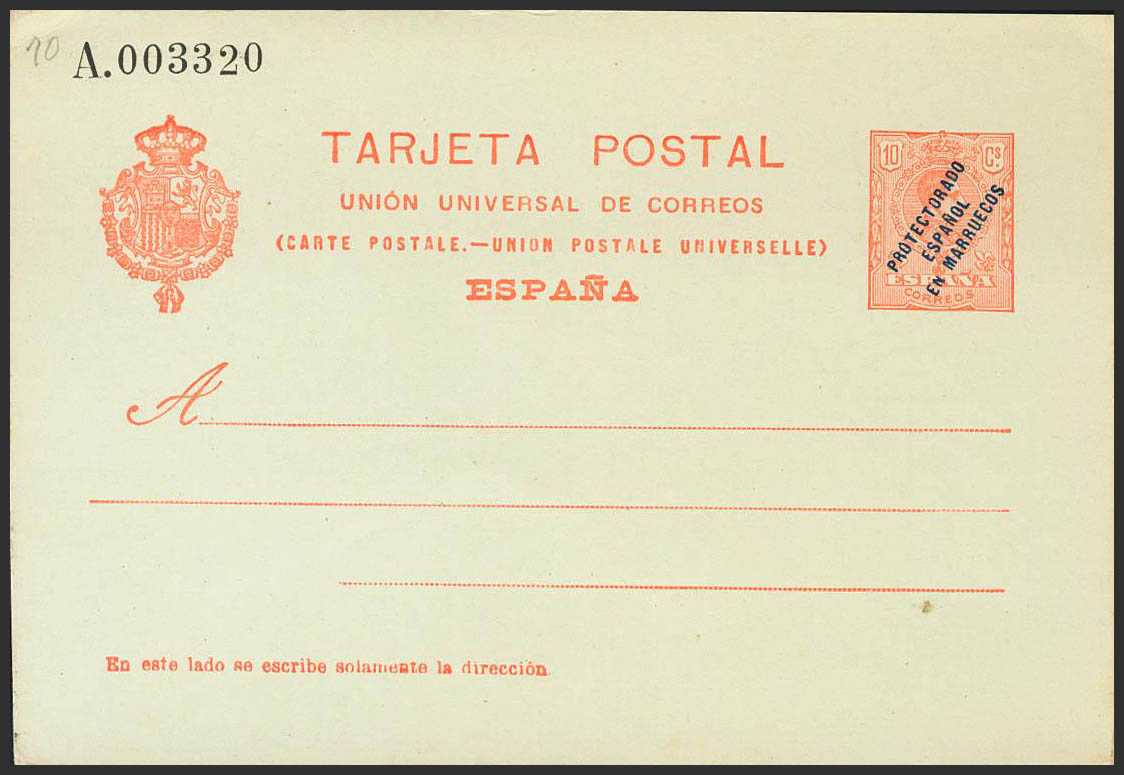 10
A.003320
TARJETA POSTAL
UNIÓN UNIVERSAL DE CORREOS
(CARTE POSTALE.—UNION POSTALE UNIVERSELLE)
ESPAÑA
10 Cs.
PROTECTORADO
ESPAÑOL
EN MARRUECOS
ESPAÑA
CORREOS
A
En este lado se escribe solamente la dirección.